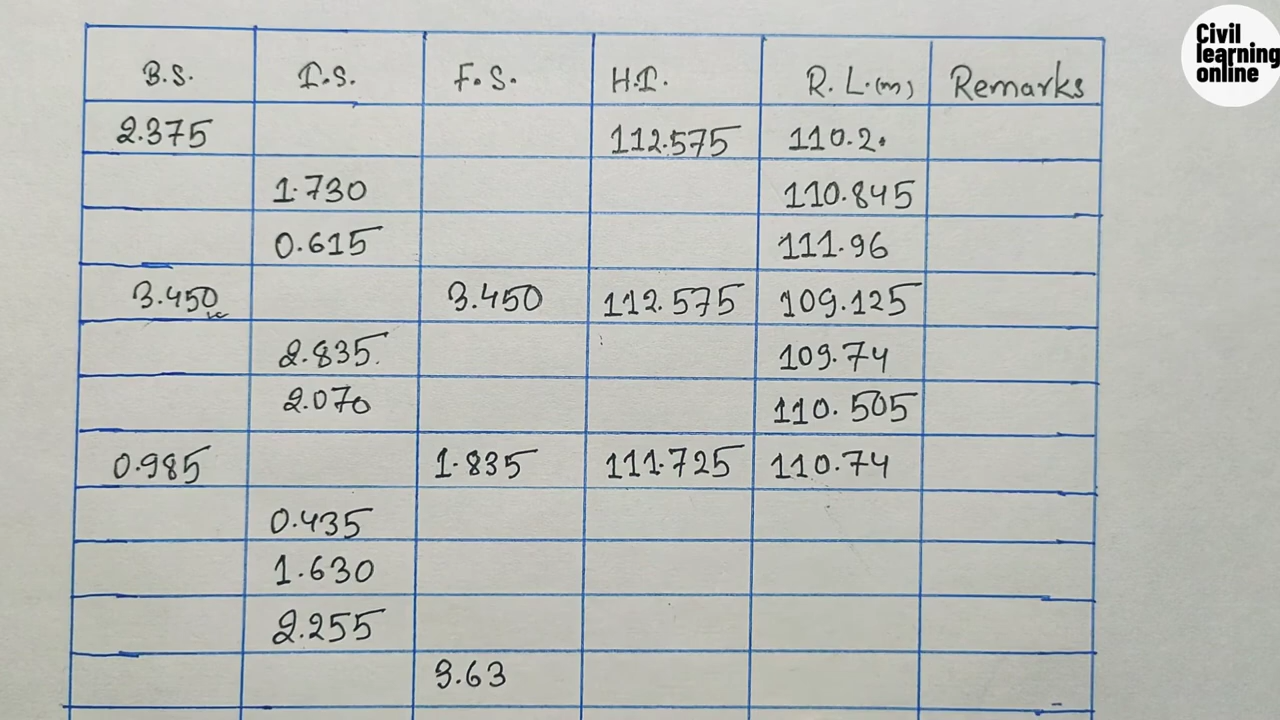 Civil
learning
online
B.S. I.S. F.S. H.I. R.L.(m) Remarks
2.375 112.575 110.2.
1.730 110.845
0.615 111.96
3.450 3.450 112.575 109.125
2.835. 109.74
2.070 110.505
0.985 1.835 111.725 110.74
0.435
1.630
2.255
3.63